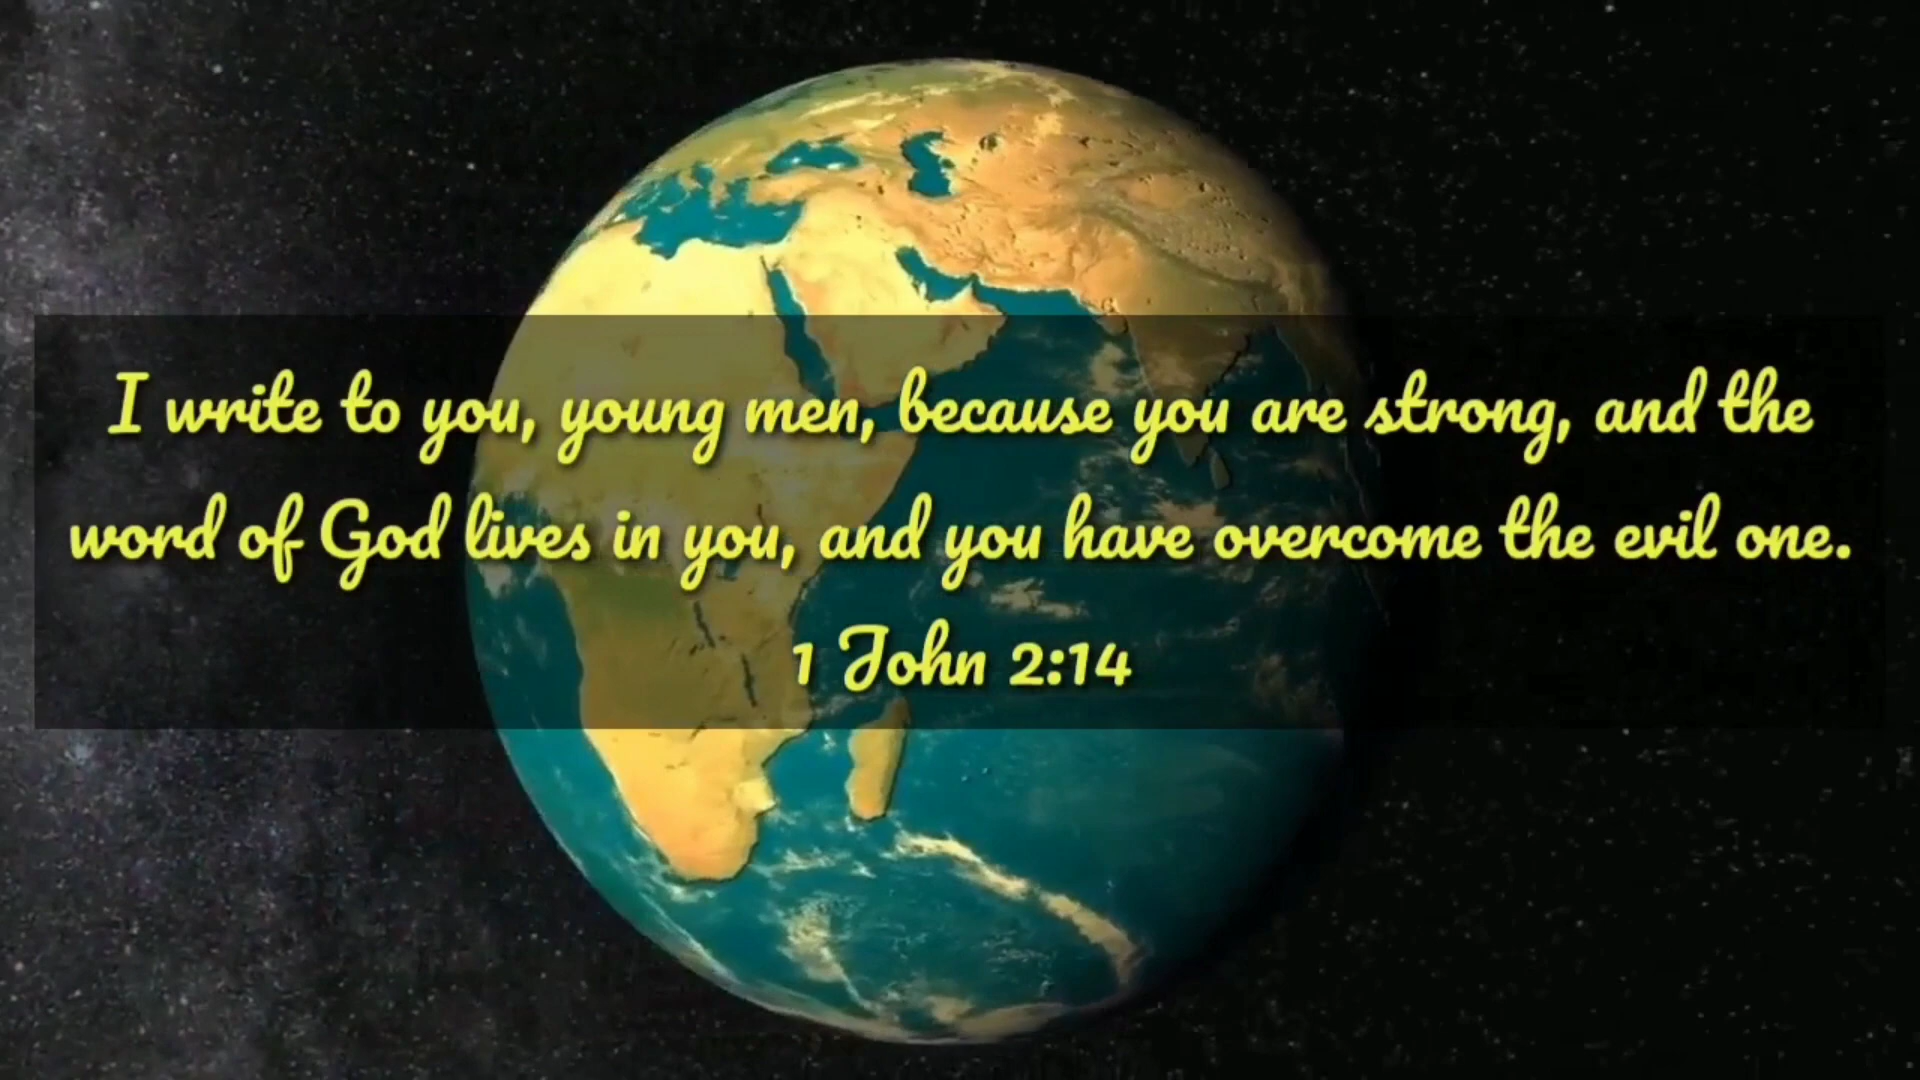 I write to you, young men, because you are strong, and the
word of God lives in you, and you have overcome the evil one.
1 John 2:14